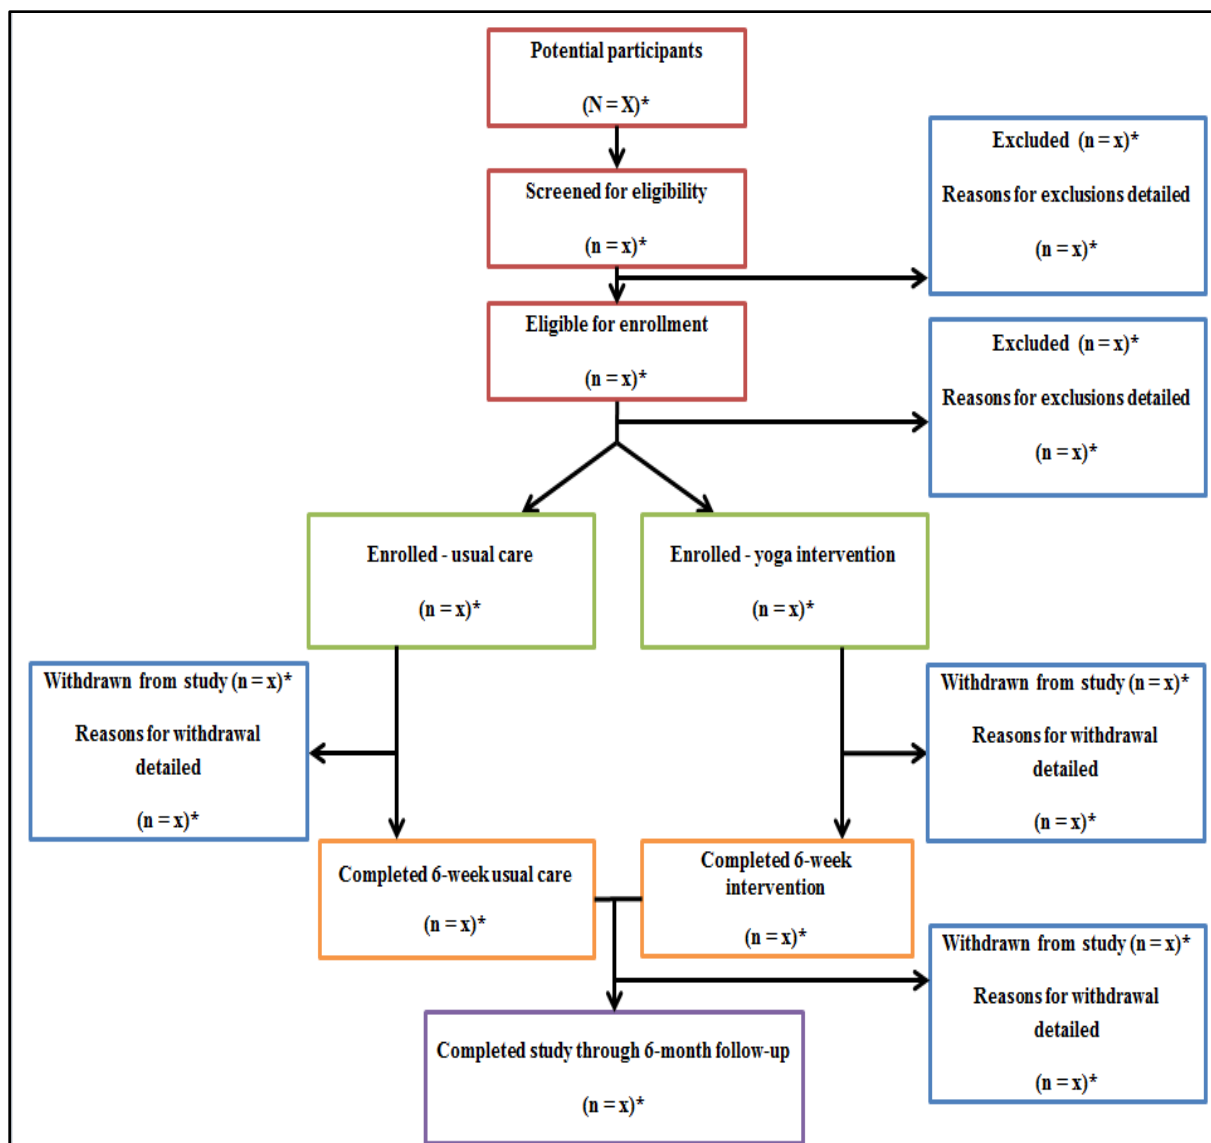 Potential participants
(N = X)*
Screened for eligibility
(n = x)*
Excluded (n = x)*
Reasons for exclusions detailed
(n = x)*
Eligible for enrollment
(n = x)*
Excluded (n = x)*
Reasons for exclusions detailed
(n = x)*
Enrolled - usual care
(n = x)*
Enrolled - yoga intervention
(n = x)*
Withdrawn from study (n = x)*
Reasons for withdrawal
detailed
(n = x)*
Withdrawn from study (n = x)*
Reasons for withdrawal
detailed
(n = x)*
Completed 6-week usual care
(n = x)*
Completed 6-week
intervention
(n = x)*
Withdrawn from study (n = x)*
Reasons for withdrawal
detailed
(n = x)*
Completed study through 6-month follow-up
(n = x)*